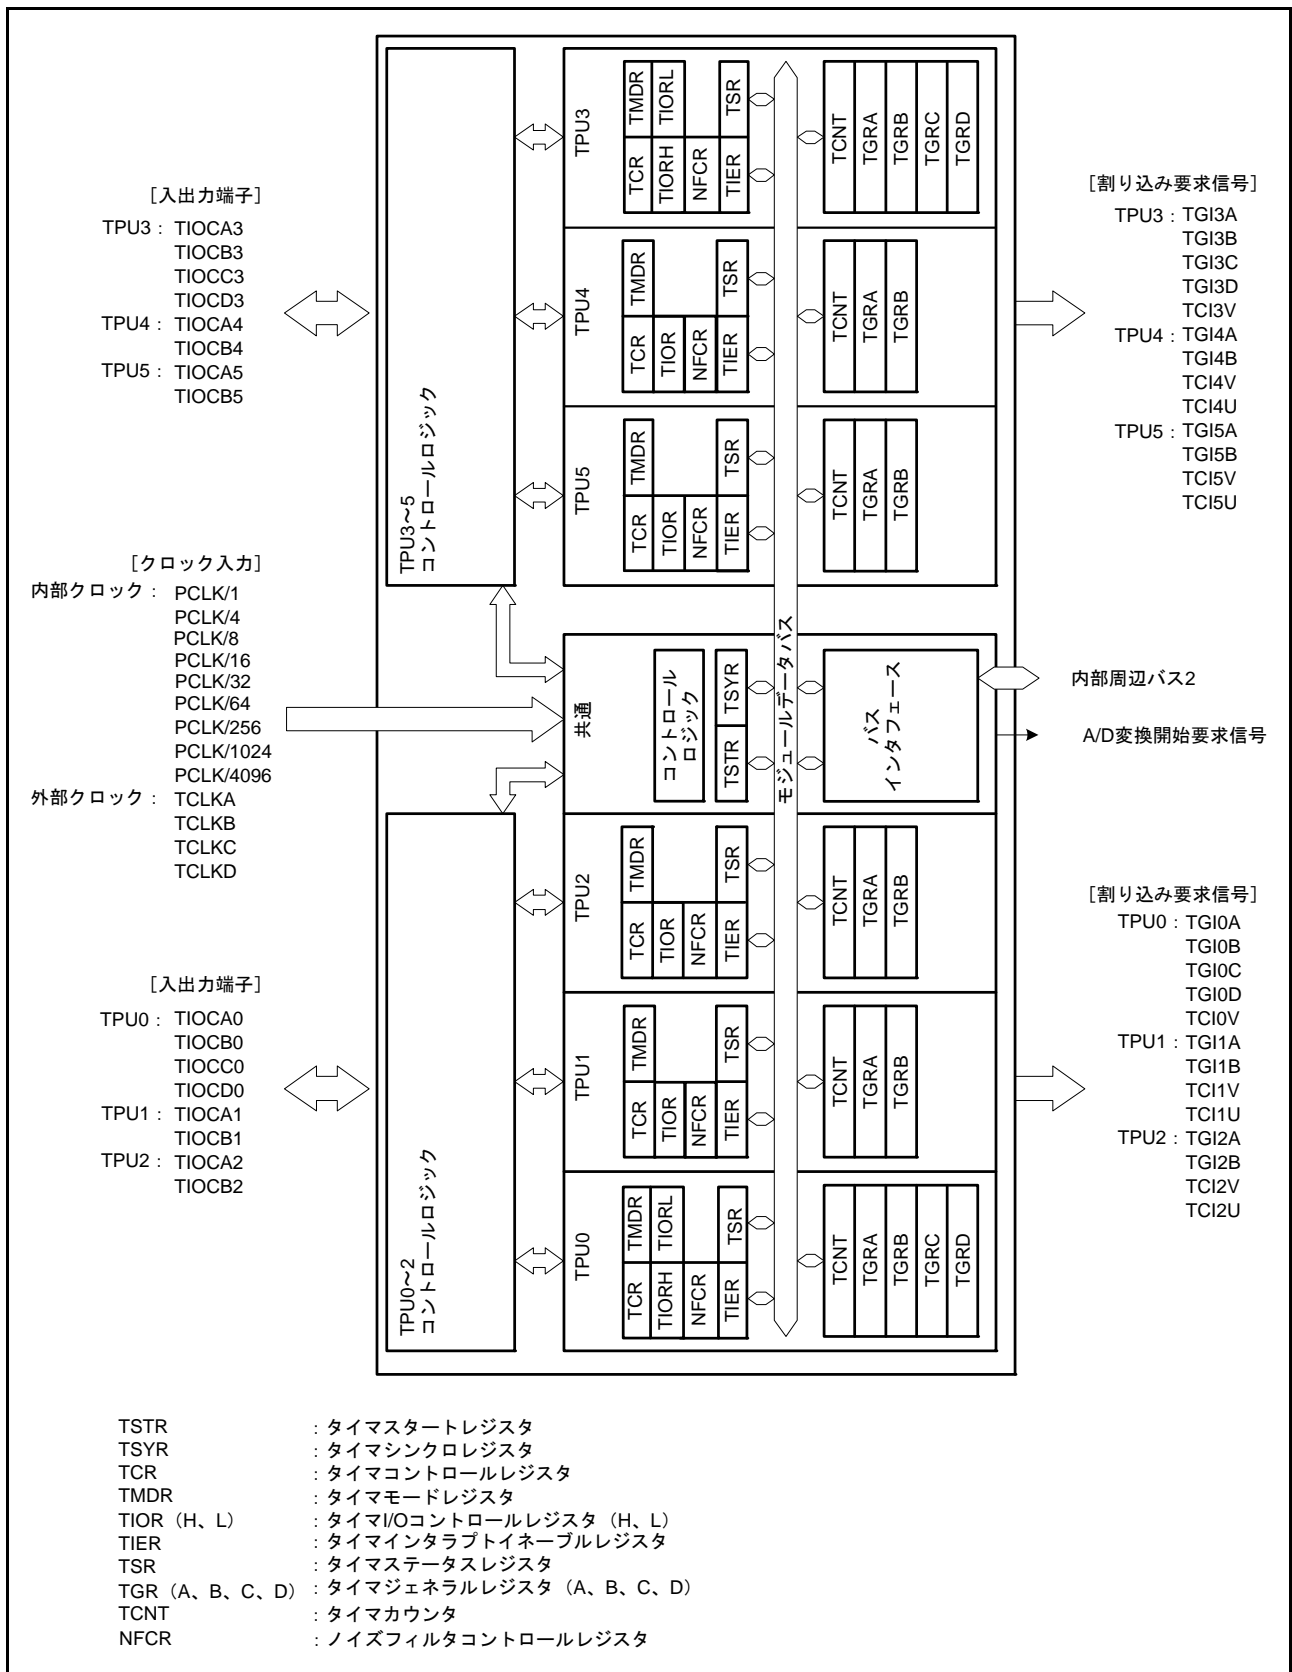 [入出力端子]
TPU3：TIOCA3
TIOCB3
TIOCC3
TIOCD3
TPU4：TIOCA4
TIOCB4
TPU5：TIOCA5
TIOCB5
[クロック入力]
内部クロック：PCLK/1
PCLK/4
PCLK/8
PCLK/16
PCLK/32
PCLK/64
PCLK/256
PCLK/1024
PCLK/4096
外部クロック：TCLKA
TCLKB
TCLKC
TCLKD
[入出力端子]
TPU0：TIOCA0
TIOCB0
TIOCC0
TIOCD0
TPU1：TIOCA1
TIOCB1
TPU2：TIOCA2
TIOCB2
TPU3～5
コントロールロジック
TPU0～2
コントロールロジック
TPU3
TCR
TMDR
TIORH
TIORL
NFCR
TIER
TSR
TCNT
TGRA
TGRB
TGRC
TGRD
TPU4
TCR
TMDR
TIOR
NFCR
TIER
TSR
TCNT
TGRA
TGRB
TPU5
TCR
TMDR
TIOR
NFCR
TIER
TSR
TCNT
TGRA
TGRB
共通
コントロール
ロジック
TSTR
TSYR
モジュールデータバス
バス
インタフェース
TPU2
TCR
TMDR
TIOR
NFCR
TIER
TSR
TCNT
TGRA
TGRB
TPU1
TCR
TMDR
TIOR
NFCR
TIER
TSR
TCNT
TGRA
TGRB
TPU0
TCR
TMDR
TIORH
TIORL
NFCR
TIER
TSR
TCNT
TGRA
TGRB
TGRC
TGRD
[割り込み要求信号]
TPU3：TGI3A
TGI3B
TGI3C
TGI3D
TCI3V
TPU4：TGI4A
TGI4B
TCI4V
TCI4U
TPU5：TGI5A
TGI5B
TCI5V
TCI5U
内部周辺バス2
A/D変換開始要求信号
[割り込み要求信号]
TPU0：TGI0A
TGI0B
TGI0C
TGI0D
TCI0V
TPU1：TGI1A
TGI1B
TCI1V
TCI1U
TPU2：TGI2A
TGI2B
TCI2V
TCI2U
TSTR：タイマスタートレジスタ
TSYR：タイマシンクロレジスタ
TCR：タイマコントロールレジスタ
TMDR：タイマモードレジスタ
TIOR（H、L）：タイマI/Oコントロールレジスタ（H、L）
TIER：タイマインタラプトイネーブルレジスタ
TSR：タイマステータスレジスタ
TGR（A、B、C、D）：タイマジェネラルレジスタ（A、B、C、D）
TCNT：タイマカウンタ
NFCR：ノイズフィルタコントロールレジスタ